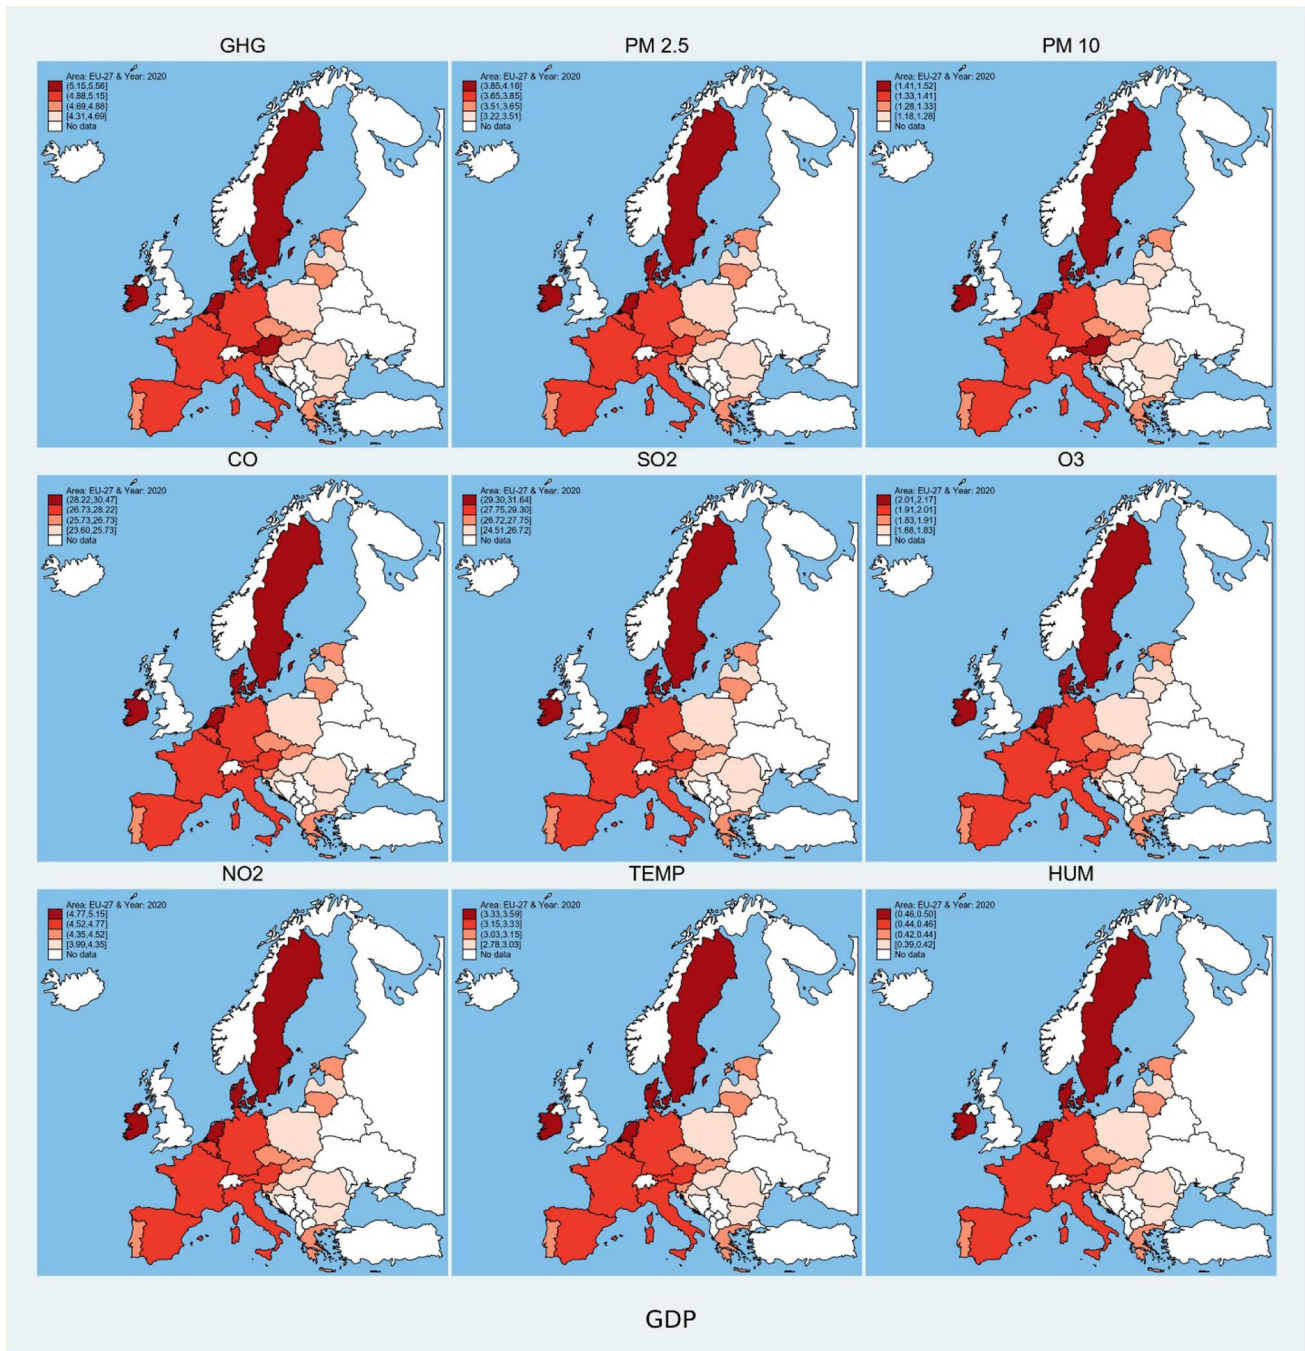 GHG
PM 2.5
PM 10
Area: EU-27 & Year: 2020
(5.15,5.56]
(4.88,5.15]
(4.69,4.88]
[4.31,4.69]
No data
Area: EU-27 & Year: 2020
(3.85,4.16]
(3.65,3.85]
(3.51,3.65]
[3.22,3.51]
No data
Area: EU-27 & Year: 2020
(1.41,1.52]
(1.33,1.41]
(1.28,1.33]
[1.18,1.28]
No data
CO
SO2
O3
Area: EU-27 & Year: 2020
(28.22,30.47]
(26.73,28.22]
(25.73,26.73]
[23.60,25.73]
No data
Area: EU-27 & Year: 2020
(29.30,31.64]
(27.75,29.30]
(26.72,27.75]
[24.51,26.72]
No data
Area: EU-27 & Year: 2020
(2.01,2.17]
(1.91,2.01]
(1.83,1.91]
[1.68,1.83]
No data
NO2
TEMP
HUM
Area: EU-27 & Year: 2020
(4.77,5.15]
(4.52,4.77]
(4.35,4.52]
[3.99,4.35]
No data
Area: EU-27 & Year: 2020
(3.33,3.59]
(3.15,3.33]
(3.03,3.15]
[2.78,3.03]
No data
Area: EU-27 & Year: 2020
(0.46,0.50]
(0.44,0.46]
(0.42,0.44]
[0.39,0.42]
No data
GDP